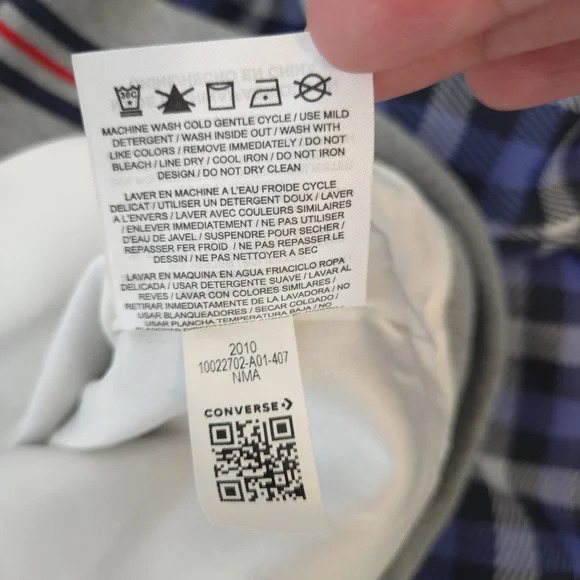 30C
MACHINE WASH COLD GENTLE CYCLE / USE MILD
DETERGENT / WASH INSIDE OUT / WASH WITH
LIKE COLORS / REMOVE IMMEDIATELY / DO NOT
BLEACH / LINE DRY / COOL IRON / DO NOT IRON
DESIGN / DO NOT DRY CLEAN
LAVER EN MACHINE A L'EAU FROIDE CYCLE
DELICAT / UTILISER UN DETERGENT DOUX / LAVER
A L'ENVERS / LAVER AVEC COULEURS SIMILAIRES
/ ENLEVER IMMEDIATEMENT / NE PAS UTILISER
D'EAU DE JAVEL / SUSPENDRE POUR SECHER /
REPASSER FER FROID / NE PAS REPASSER LE
DESSIN / NE PAS NETTOYER A SEC
LAVAR EN MAQUINA EN AGUA FRIACICLO ROPA
DELICADA / USAR DETERGENTE SUAVE / LAVAR AL
REVES / LAVAR CON COLORES SIMILARES /
RETIRAR INMEDIATAMENTE DE LA LAVADORA / NO
USAR BLANQUEADORES / SECAR COLGADO /
USAR PLANCHA TEMPERATURA BAJA / NO
2010
10022702-A01-407
NMA
CONVERSE